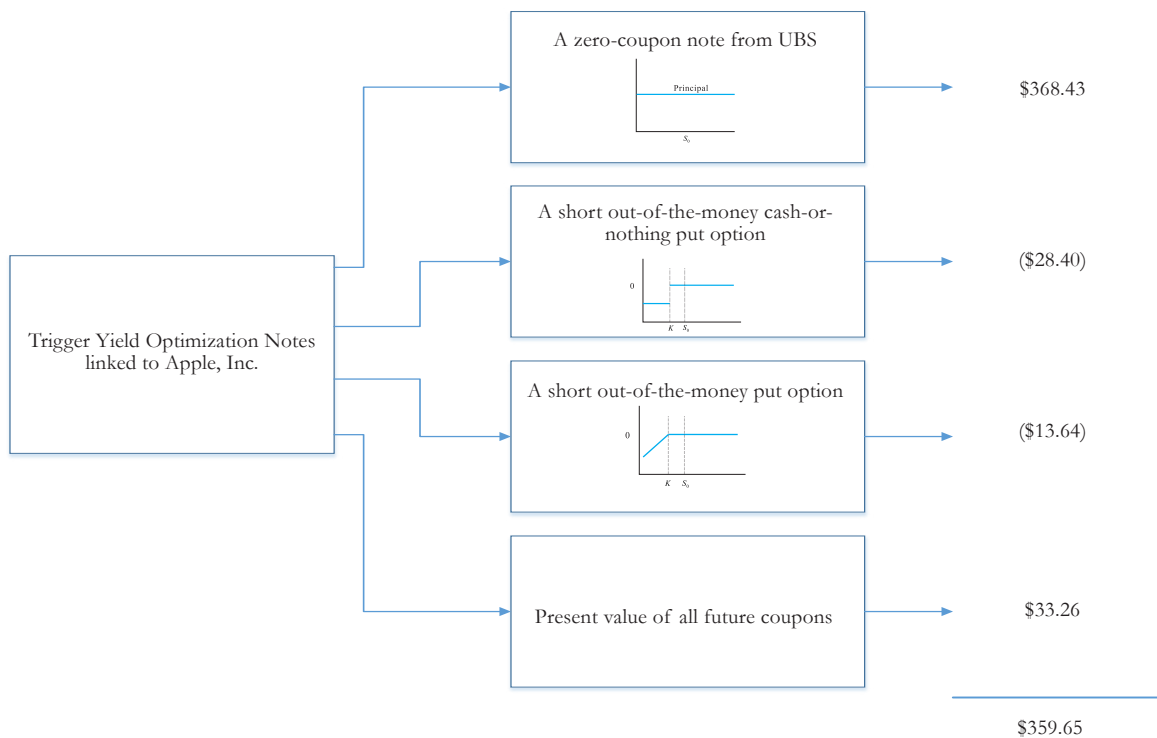 A zero-coupon note from UBS
Principal
S₀
$368.43
A short out-of-the-money cash-or-
nothing put option
0
K
S₀
($28.40)
Trigger Yield Optimization Notes
linked to Apple, Inc.
A short out-of-the-money put option
0
K
S₀
($13.64)
Present value of all future coupons
$33.26
$359.65